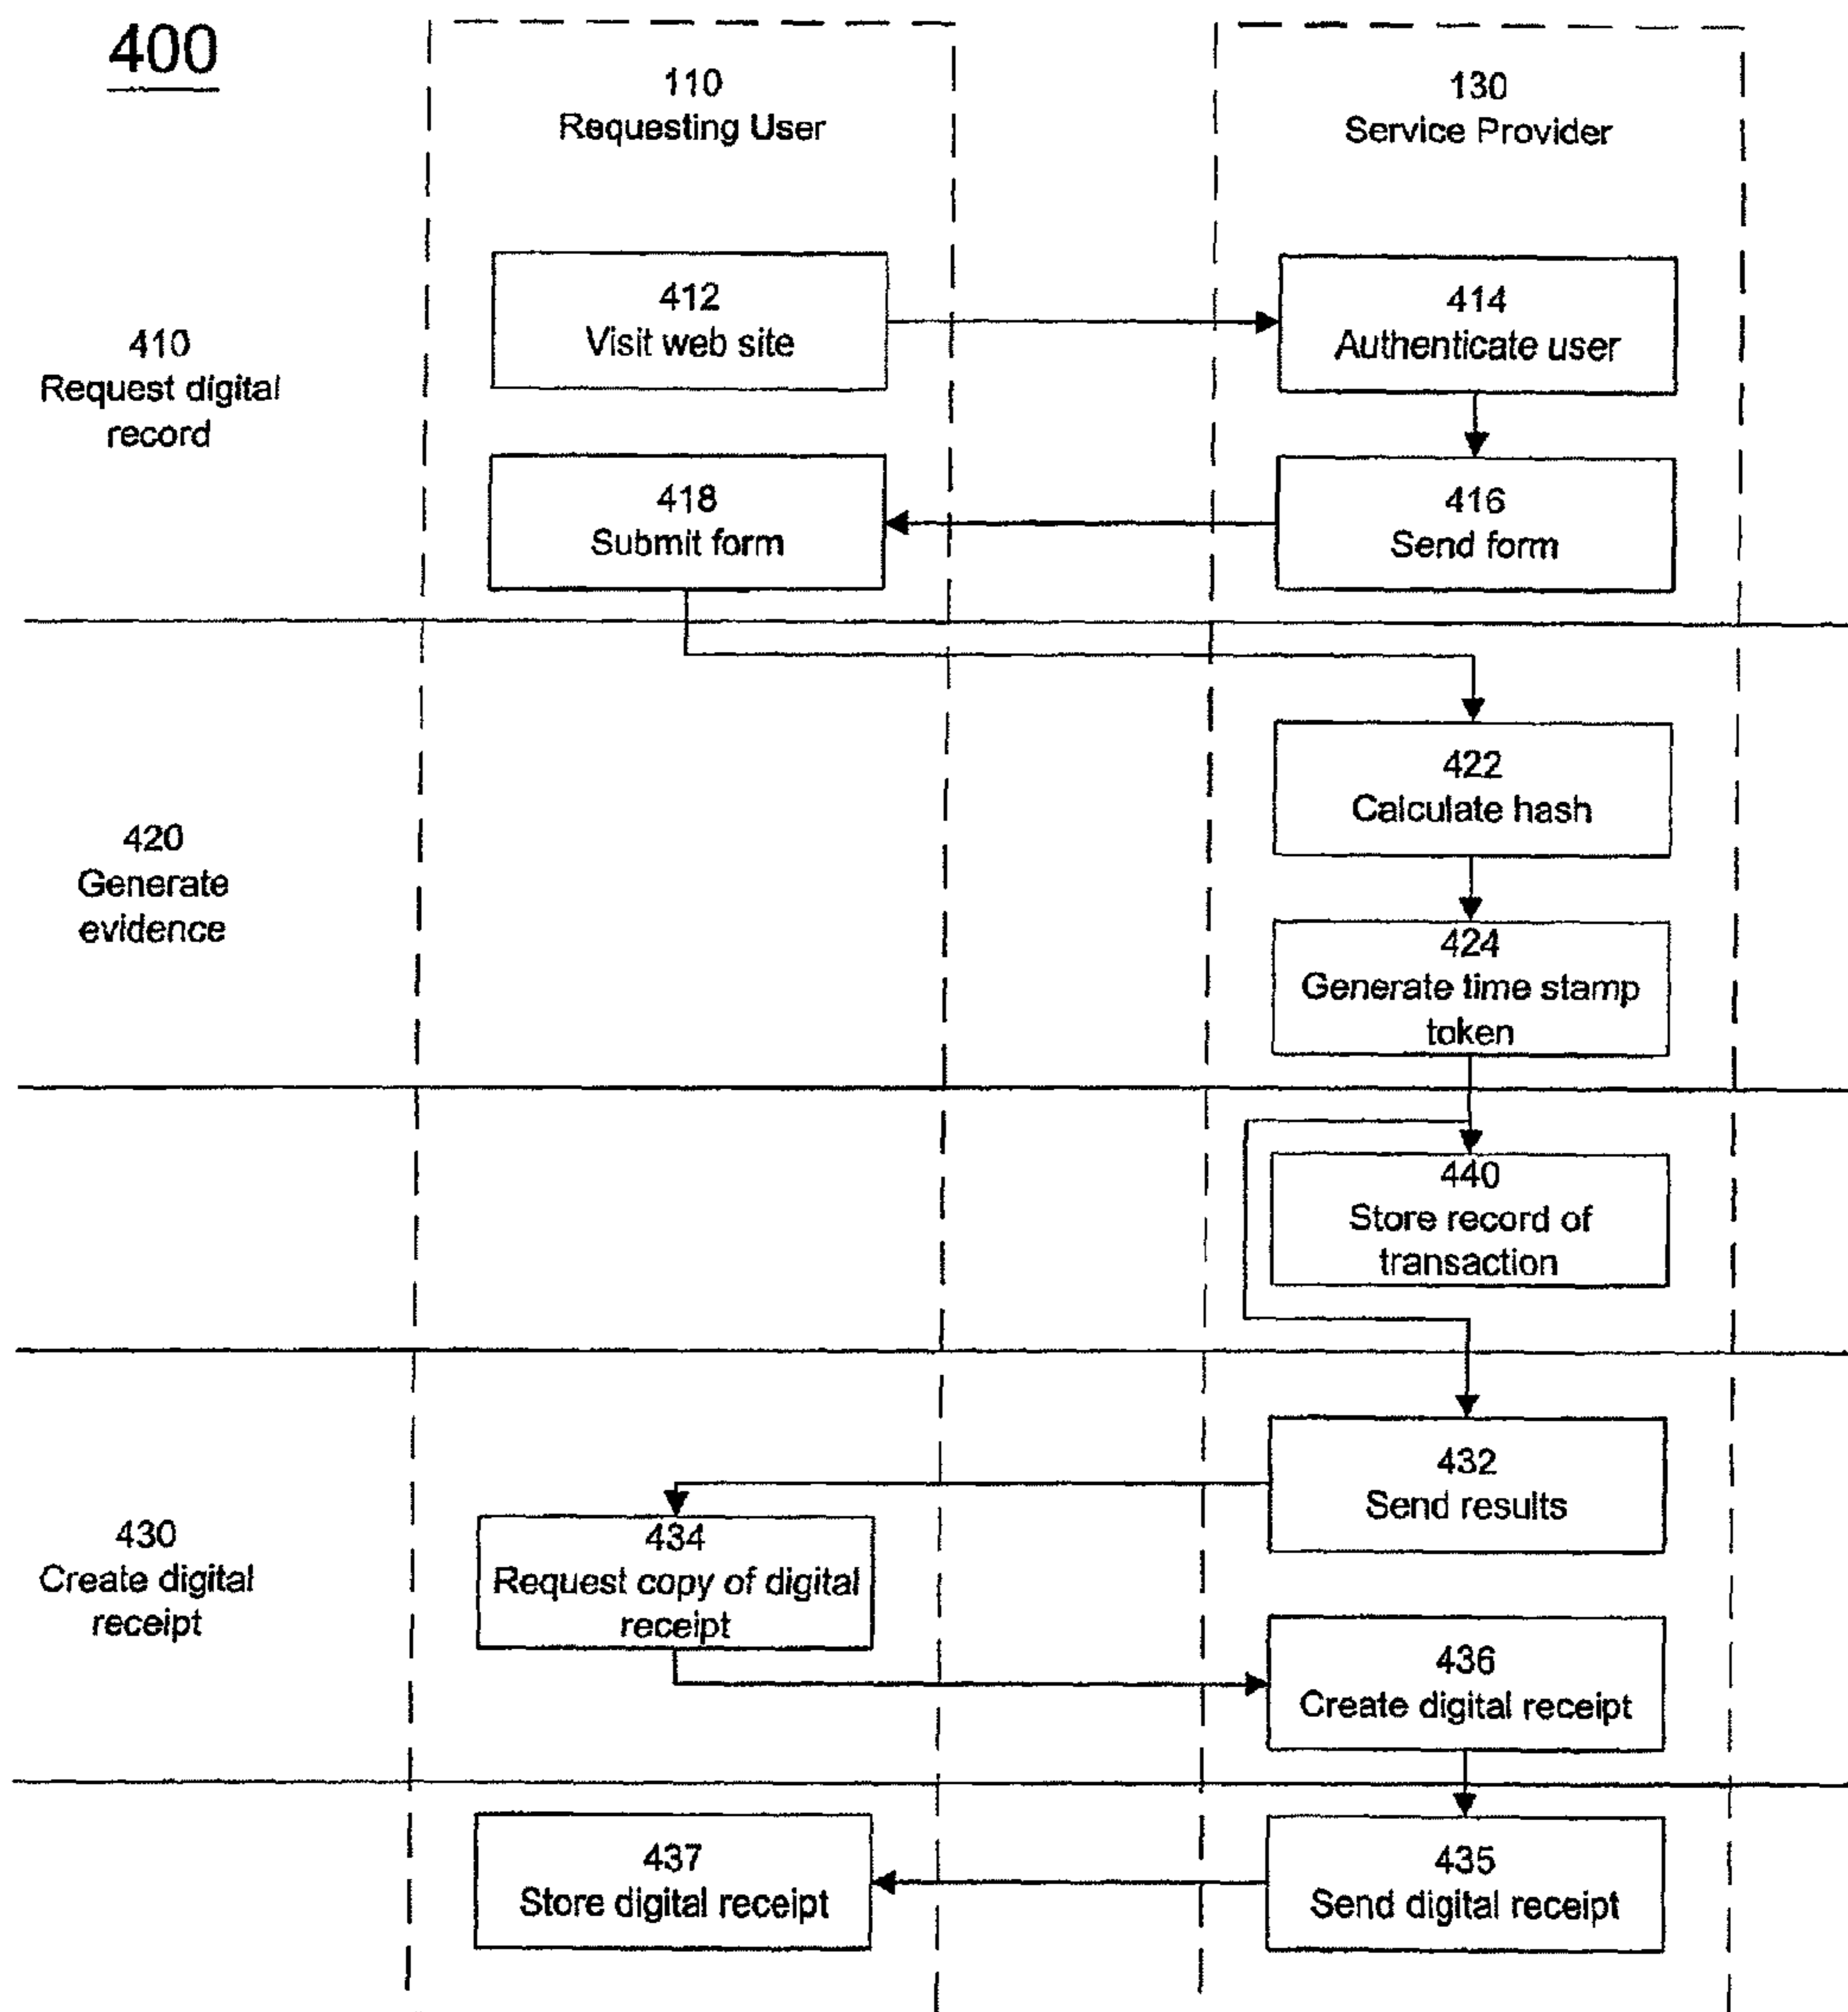 400
110
Requesting User
130
Service Provider
410
Request digital
record
412
Visit web site
414
Authenticate user
418
Submit form
416
Send form
420
Generate
evidence
422
Calculate hash
424
Generate time stamp
token
440
Store record of
transaction
430
Create digital
receipt
432
Send results
434
Request copy of digital
receipt
436
Create digital receipt
437
Store digital receipt
435
Send digital receipt